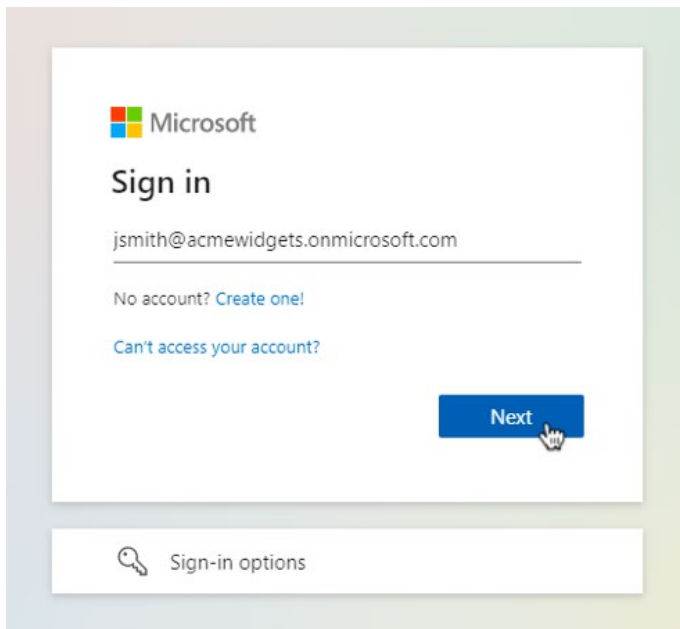 Microsoft
Sign in
jsmith@acmewidgets.onmicrosoft.com
No account? Create one!
Can't access your account?
Next
Sign-in options